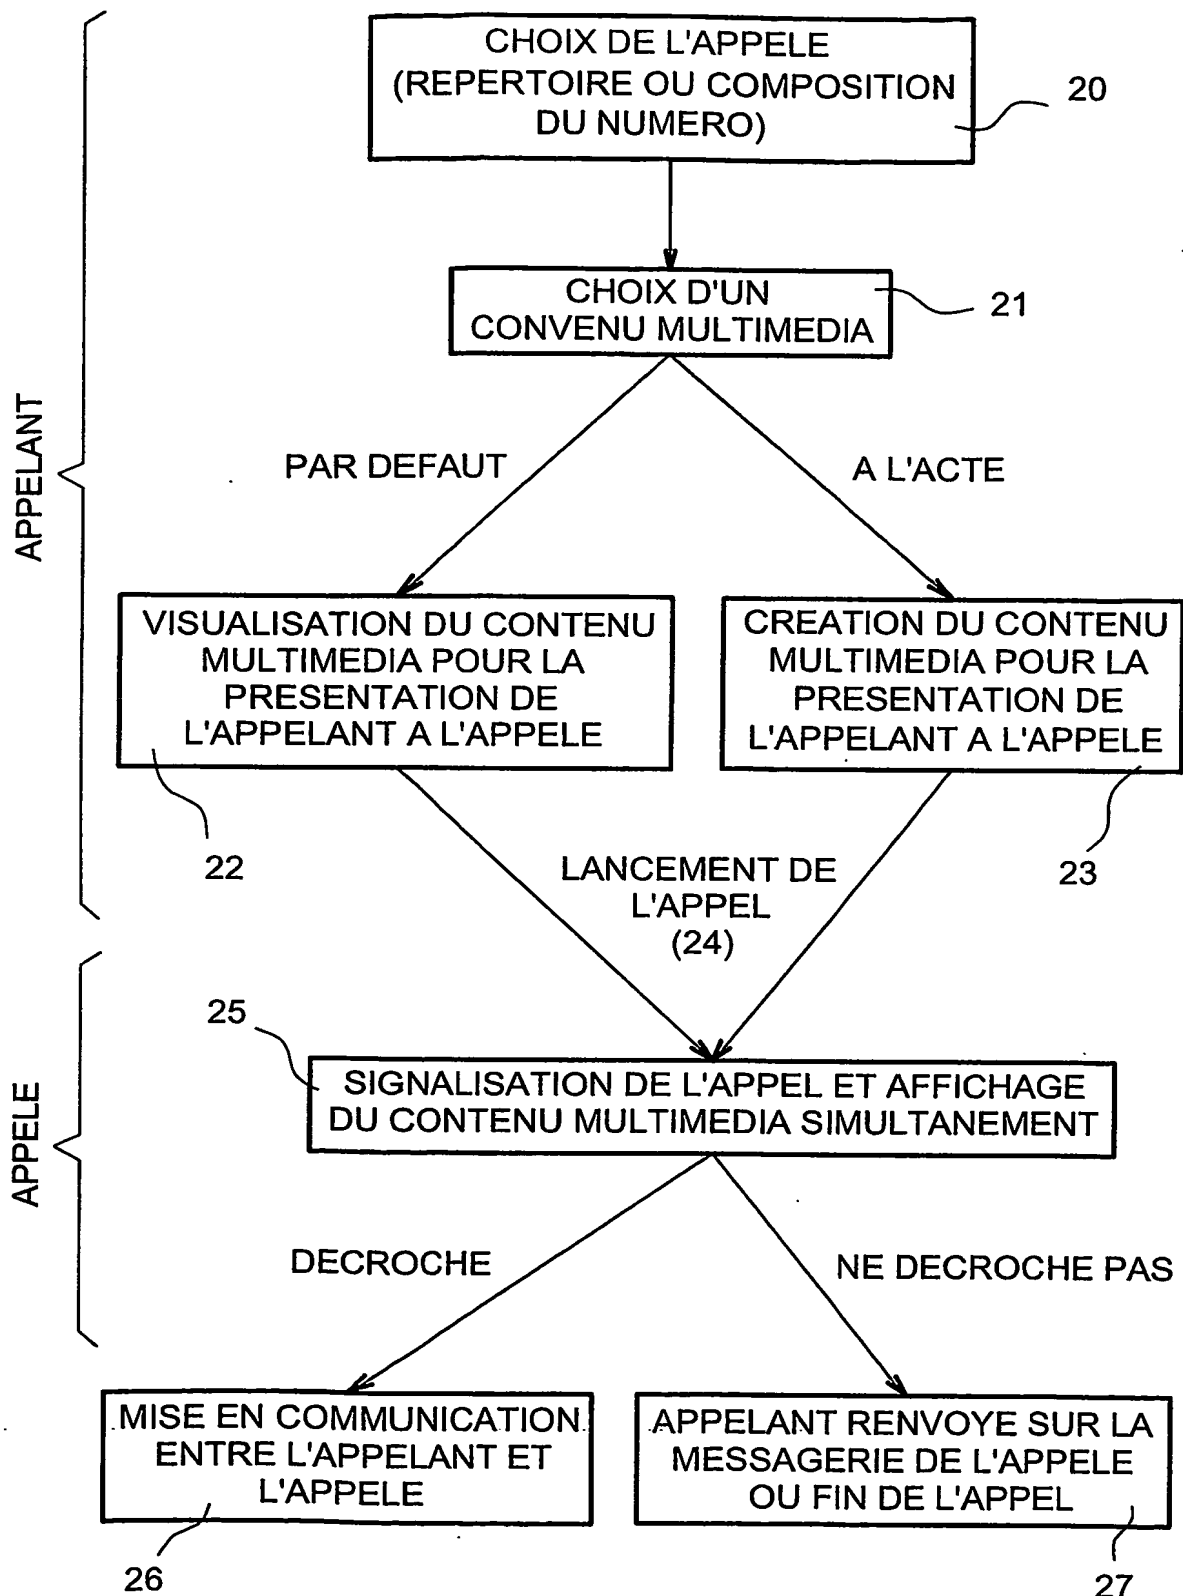 CHOIX DE L'APPELE
(REPERTOIRE OU COMPOSITION
DU NUMERO)
20
CHOIX D'UN
CONVENU MULTIMEDIA
21
APPELANT
PAR DEFAUT
A L'ACTE
VISUALISATION DU CONTENU
MULTIMEDIA POUR LA
PRESENTATION DE
L'APPELANT A L'APPELE
22
CREATION DU CONTENU
MULTIMEDIA POUR LA
PRESENTATION DE
L'APPELANT A L'APPELE
23
LANCEMENT DE
L'APPEL
(24)
APPELE
25
SIGNALISATION DE L'APPEL ET AFFICHAGE
DU CONTENU MULTIMEDIA SIMULTANEMENT
DECROCHE
NE DECROCHE PAS
MISE EN COMMUNICATION
ENTRE L'APPELANT ET
L'APPELE
26
APPELANT RENVOYE SUR LA
MESSAGERIE DE L'APPELE
OU FIN DE L'APPEL
27